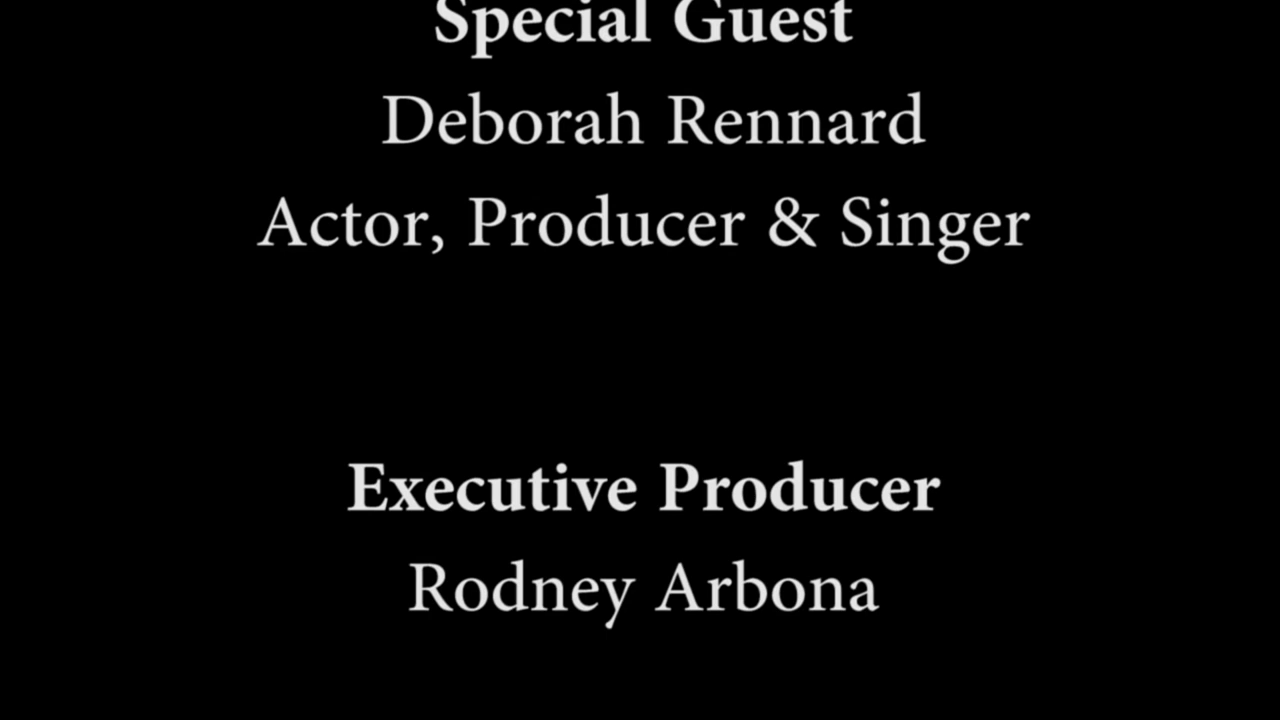 Special Guest
Deborah Rennard
Actor, Producer & Singer
Executive Producer
Rodney Arbona